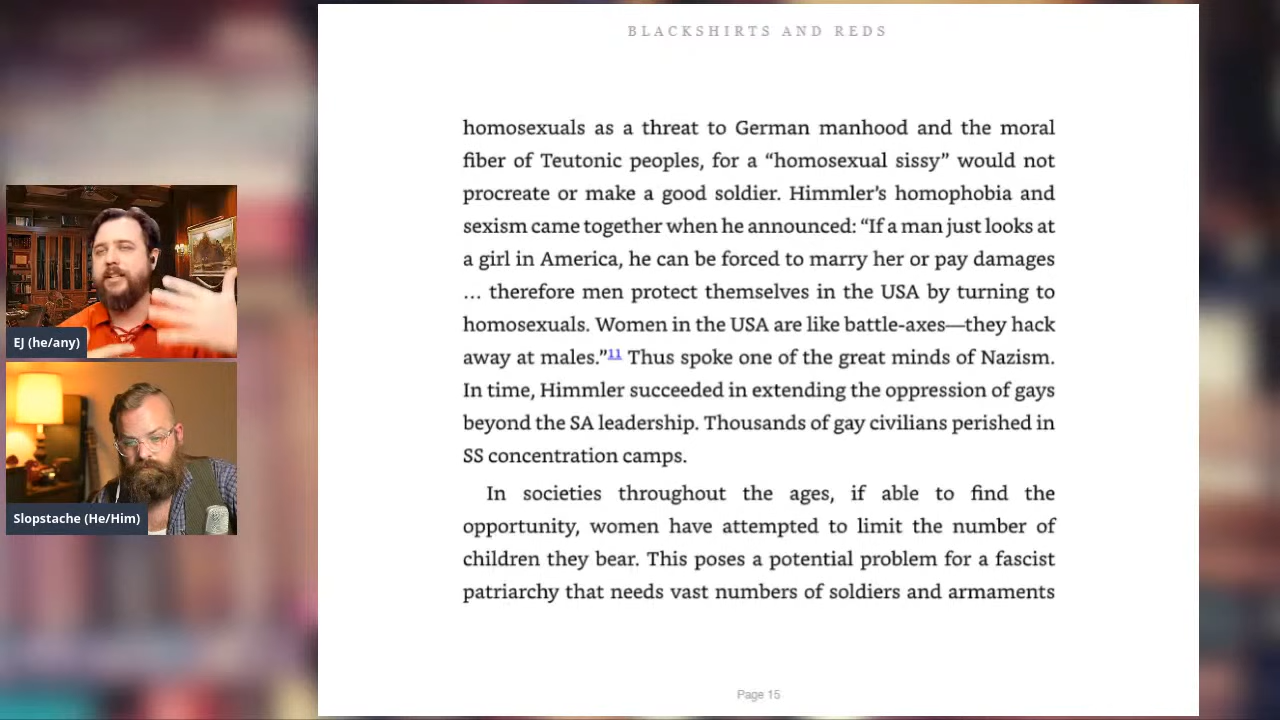 BLACKSHIRTS AND REDS
homosexuals as a threat to German manhood and the moral
fiber of Teutonic peoples, for a “homosexual sissy” would not
procreate or make a good soldier. Himmler’s homophobia and
sexism came together when he announced: “If a man just looks at
a girl in America, he can be forced to marry her or pay damages
… therefore men protect themselves in the USA by turning to
homosexuals. Women in the USA are like battle-axes—they hack
away at males.”11 Thus spoke one of the great minds of Nazism.
In time, Himmler succeeded in extending the oppression of gays
beyond the SA leadership. Thousands of gay civilians perished in
SS concentration camps.
In societies throughout the ages, if able to find the
opportunity, women have attempted to limit the number of
children they bear. This poses a potential problem for a fascist
patriarchy that needs vast numbers of soldiers and armaments
Page 15
EJ (he/any)
Slopstache (He/Him)